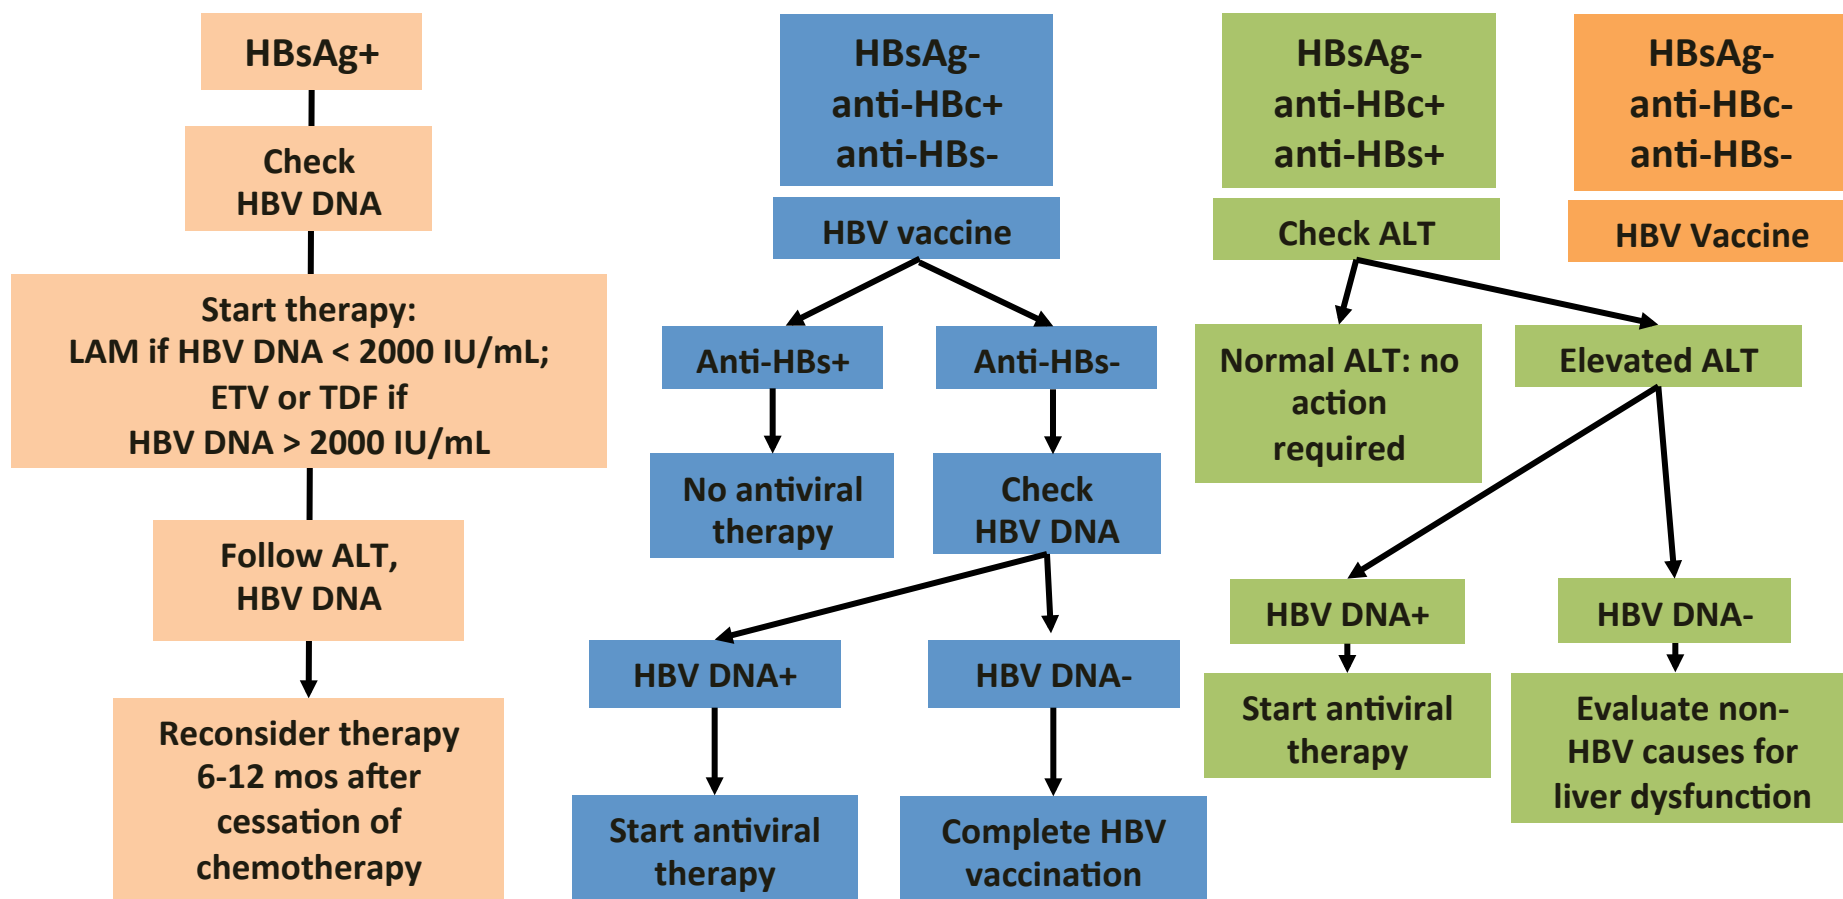 HBsAg+
Check
HBV DNA
Start therapy:
LAM if HBV DNA < 2000 IU/mL;
ETV or TDF if
HBV DNA > 2000 IU/mL
Follow ALT,
HBV DNA
Reconsider therapy
6-12 mos after
cessation of
chemotherapy
HBsAg-
anti-HBc+
anti-HBs-
HBV vaccine
Anti-HBs+
Anti-HBs-
No antiviral
therapy
Check
HBV DNA
HBV DNA+
HBV DNA-
Start antiviral
therapy
Complete HBV
vaccination
HBsAg-
anti-HBc+
anti-HBs+
Check ALT
Normal ALT: no
action
required
Elevated ALT
HBV DNA+
HBV DNA-
Start antiviral
therapy
Evaluate non-
HBV causes for
liver dysfunction
HBsAg-
anti-HBc-
anti-HBs-
HBV Vaccine